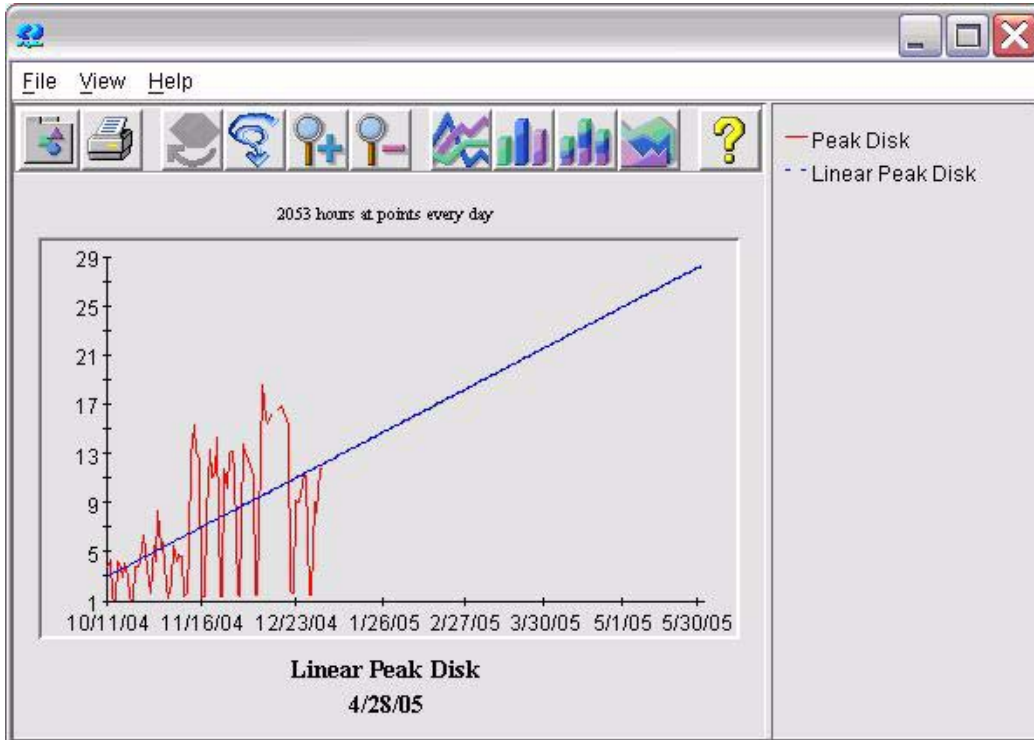 File View Help
Peak Disk
Linear Peak Disk
2053 hours at points every day
29
25
21
17
13
9
5
1
10/11/04 11/16/04 12/23/04 1/26/05 2/27/05 3/30/05 5/1/05 5/30/05
Linear Peak Disk
4/28/05